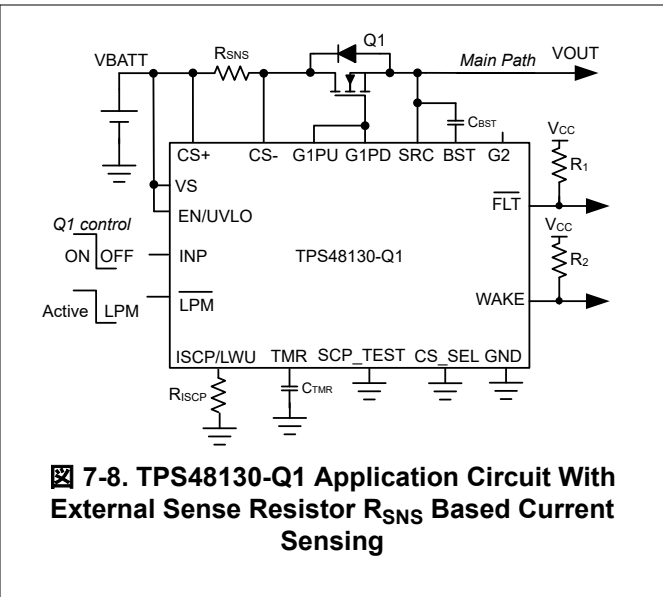 VBATT
RSNS
Q1
Main Path
VOUT
CBST
VCC
CS+
CS-
G1PU
G1PD
SRC
BST
G2
R1
VS
FLT
EN/UVLO
Q1 control
VCC
ON
OFF
INP
TPS48130-Q1
R2
Active
LPM
LPM
WAKE
ISCP/LWU
TMR
SCP_TEST
CS_SEL
GND
RISCP
CTMR
図 7-8. TPS48130-Q1 Application Circuit With
External Sense Resistor RSNS Based Current
Sensing